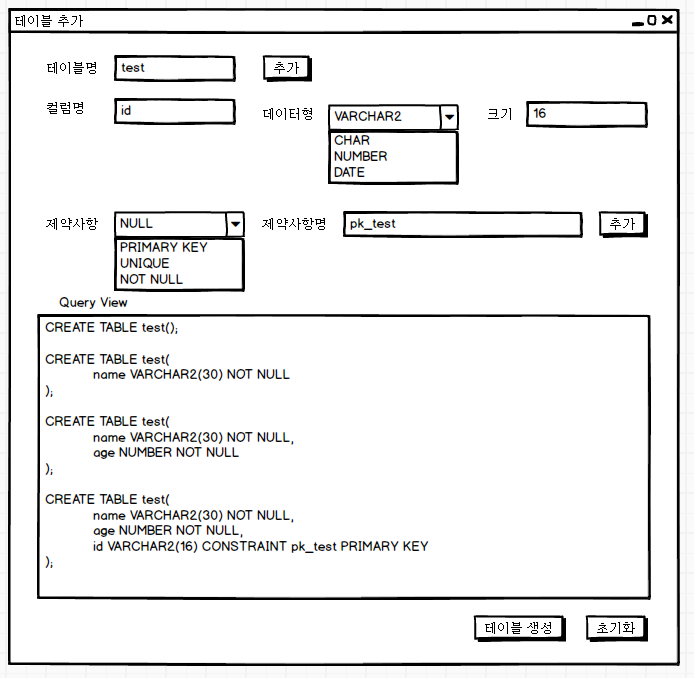 테이블 추가
테이블명 test 추가
컬럼명 id 데이터형 VARCHAR2 크기 16
CHAR
NUMBER
DATE
제약사항 NULL 제약사항명 pk_test 추가
PRIMARY KEY
UNIQUE
NOT NULL
Query View
CREATE TABLE test();
CREATE TABLE test(
name VARCHAR2(30) NOT NULL
);
CREATE TABLE test(
name VARCHAR2(30) NOT NULL,
age NUMBER NOT NULL
);
CREATE TABLE test(
name VARCHAR2(30) NOT NULL,
age NUMBER NOT NULL,
id VARCHAR2(16) CONSTRAINT pk_test PRIMARY KEY
);
테이블 생성 초기화